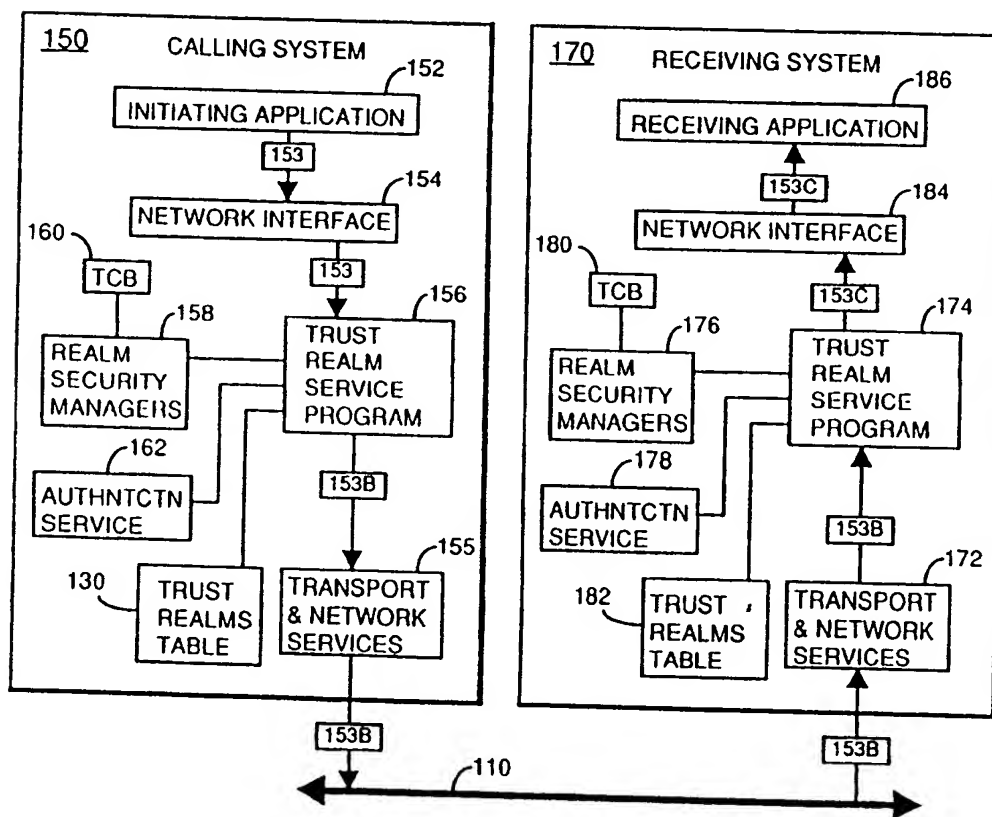 150
CALLING SYSTEM
152
INITIATING APPLICATION
153
154
NETWORK INTERFACE
160
TCB
153
158
156
REALM
SECURITY
MANAGERS
TRUST
REALM
SERVICE
PROGRAM
162
AUTHNTCTN
SERVICE
153B
155
130
TRUST
REALMS
TABLE
TRANSPORT
& NETWORK
SERVICES
153B
110
170
RECEIVING SYSTEM
186
RECEIVING APPLICATION
153C
184
NETWORK INTERFACE
180
TCB
153C
176
174
REALM
SECURITY
MANAGERS
TRUST
REALM
SERVICE
PROGRAM
178
AUTHNTCTN
SERVICE
153B
172
182
TRUST
REALMS
TABLE
TRANSPORT
& NETWORK
SERVICES
153B